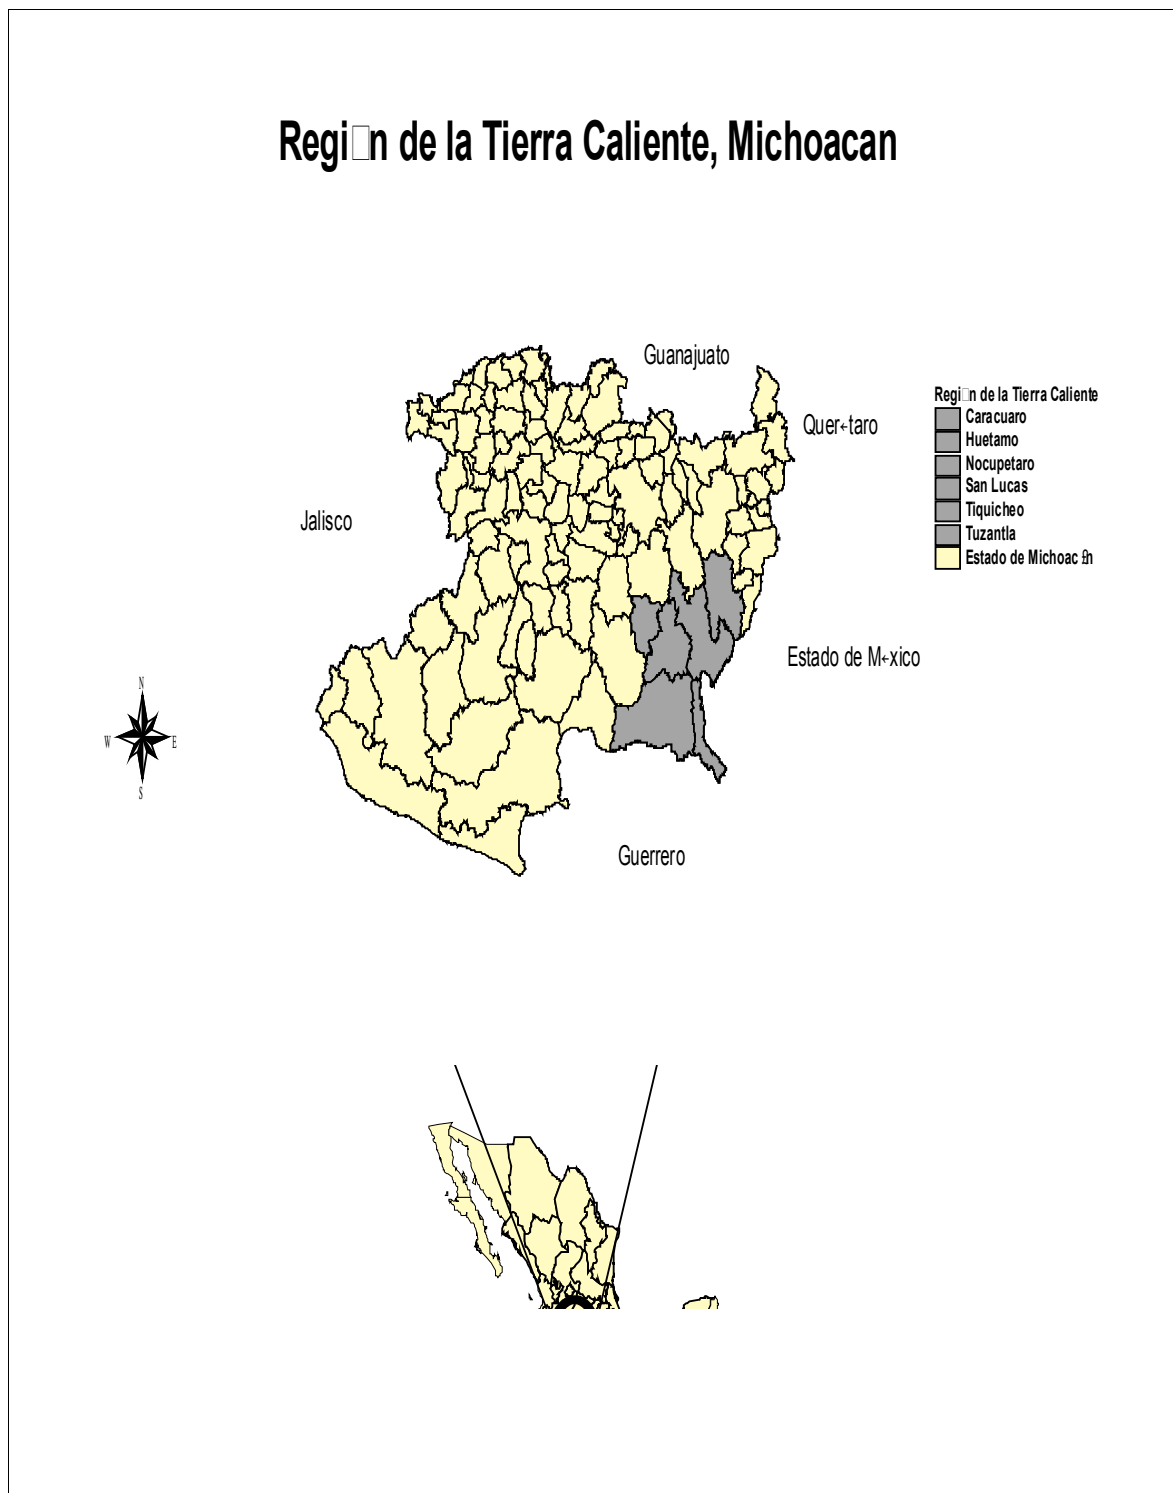 Regi□n de la Tierra Caliente, Michoacan
Guanajuato
Quer←taro
Jalisco
Estado de M←xico
Guerrero
N
W
E
S
Regi□n de la Tierra Caliente
Caracuaro
Huetamo
Nocupetaro
San Lucas
Tiquicheo
Tuzantla
Estado de Michoac£n